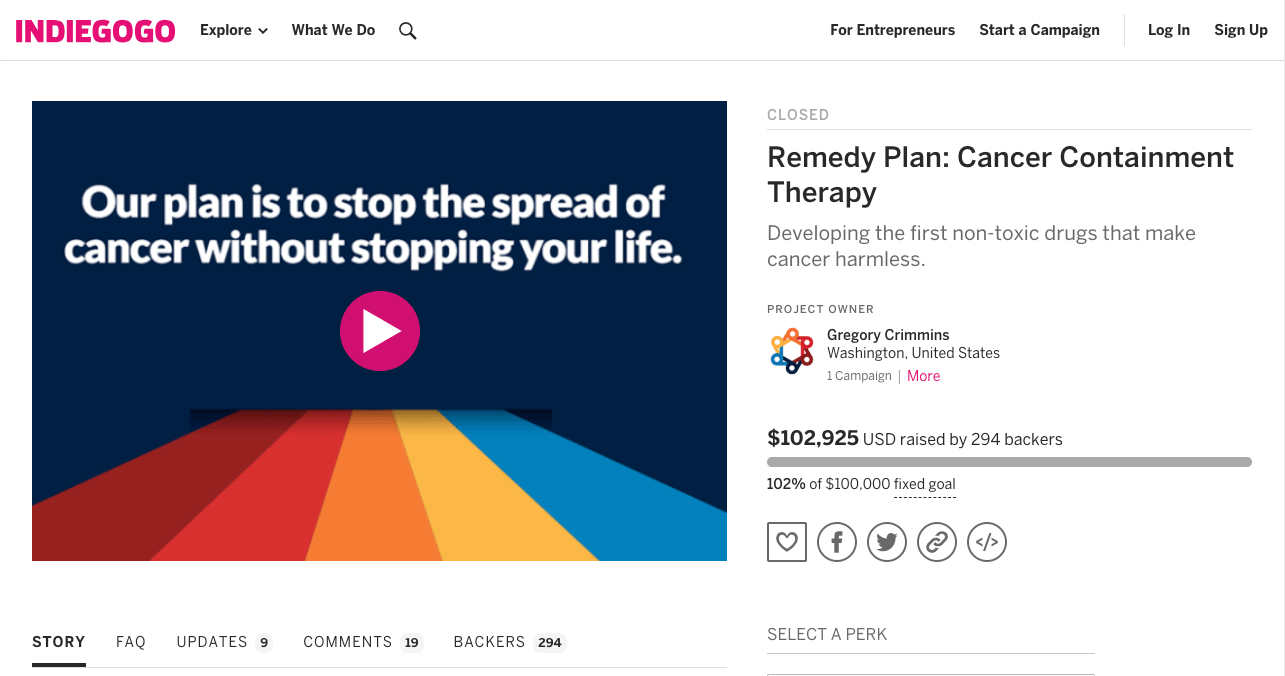 INDIEGOGO
Explore
What We Do
For Entrepreneurs
Start a Campaign
Log In
Sign Up
Our plan is to stop the spread of
cancer without stopping your life.
CLOSED
Remedy Plan: Cancer Containment
Therapy
Developing the first non-toxic drugs that make
cancer harmless.
PROJECT OWNER
Gregory Crimmins
Washington, United States
1 Campaign | More
$102,925 USD raised by 294 backers
102% of $100,000 fixed goal
STORY
FAQ
UPDATES 9
COMMENTS 19
BACKERS 294
SELECT A PERK